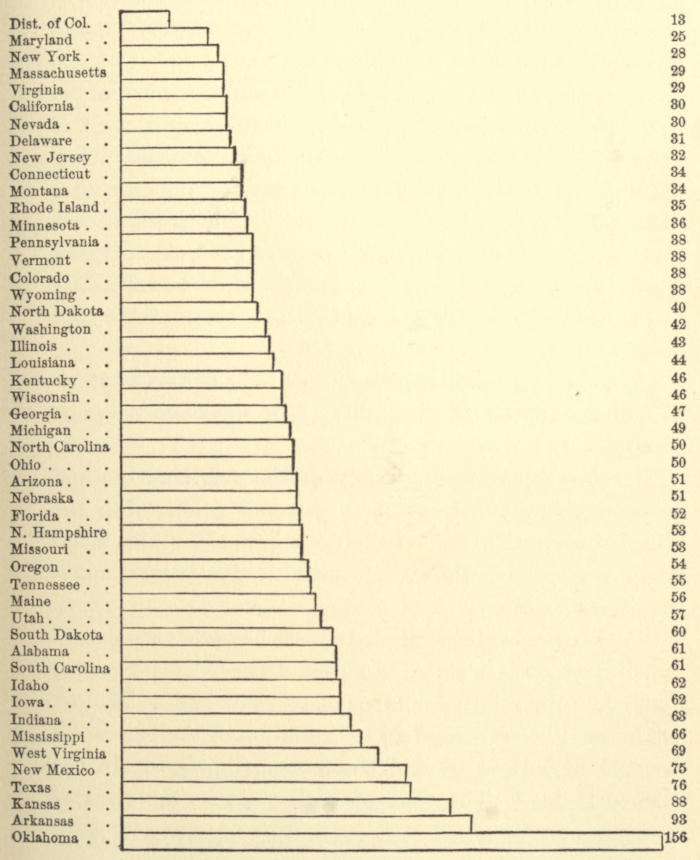 Dist. of Col. . 13
Maryland . . 25
New York . . 28
Massachusetts 29
Virginia . . 29
California . . 30
Nevada . . . 30
Delaware . . 31
New Jersey . 32
Connecticut . 34
Montana . . 34
Rhode Island . 35
Minnesota . . 36
Pennsylvania . 38
Vermont . . 38
Colorado . . 38
Wyoming . . 38
North Dakota 40
Washington . 42
Illinois . . . 43
Louisiana . . 44
Kentucky . . 46
Wisconsin . . 46
Georgia . . . 47
Michigan . . 49
North Carolina 50
Ohio . . . . 50
Arizona . . . 51
Nebraska . . 51
Florida . . . 52
N. Hampshire 53
Missouri . . 53
Oregon . . . 54
Tennessee . . 55
Maine . . . 56
Utah . . . . 57
South Dakota 60
Alabama . . 61
South Carolina 61
Idaho . . . 62
Iowa . . . . 62
Indiana . . . 63
Mississippi . 66
West Virginia 69
New Mexico . 75
Texas . . . 76
Kansas . . . 88
Arkansas . . 93
Oklahoma . . 156